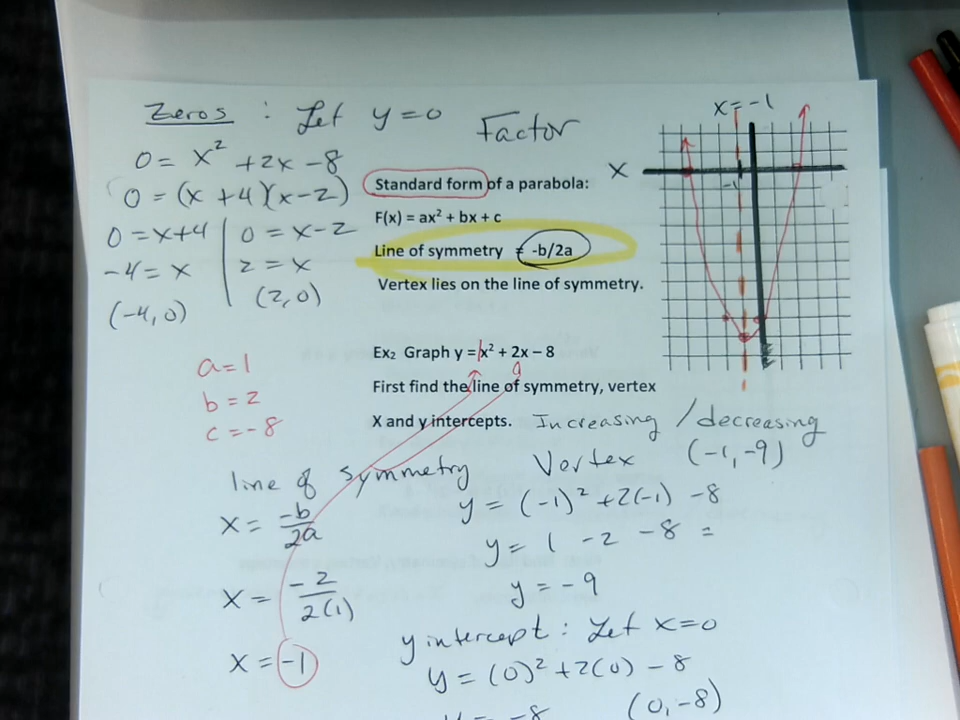 Zeros : Let y=0
Factor
0 = x² + 2x - 8
0 = (x + 4)(x - 2)
0 = x+4 | 0 = x - 2
-4 = x | 2 = x
(-4, 0) (2, 0)
a = 1
b = 2
c = -8
Standard form of a parabola:
F(x) = ax² + bx + c
Line of symmetry = -b/2a
Vertex lies on the line of symmetry.
Ex2 Graph y = 1x² + 2x – 8
a
First find the line of symmetry, vertex
X and y intercepts. Increasing / decreasing
x = -1
X
-1
line of symmetry
x = -b/2a
x = -2/2(1)
x = -1
Vertex (-1, -9)
y = (-1)² + 2(-1) - 8
y = 1 - 2 - 8 =
y = -9
y intercept : Let x=0
y = (0)² + 2(0) - 8
y = -8 (0, -8)